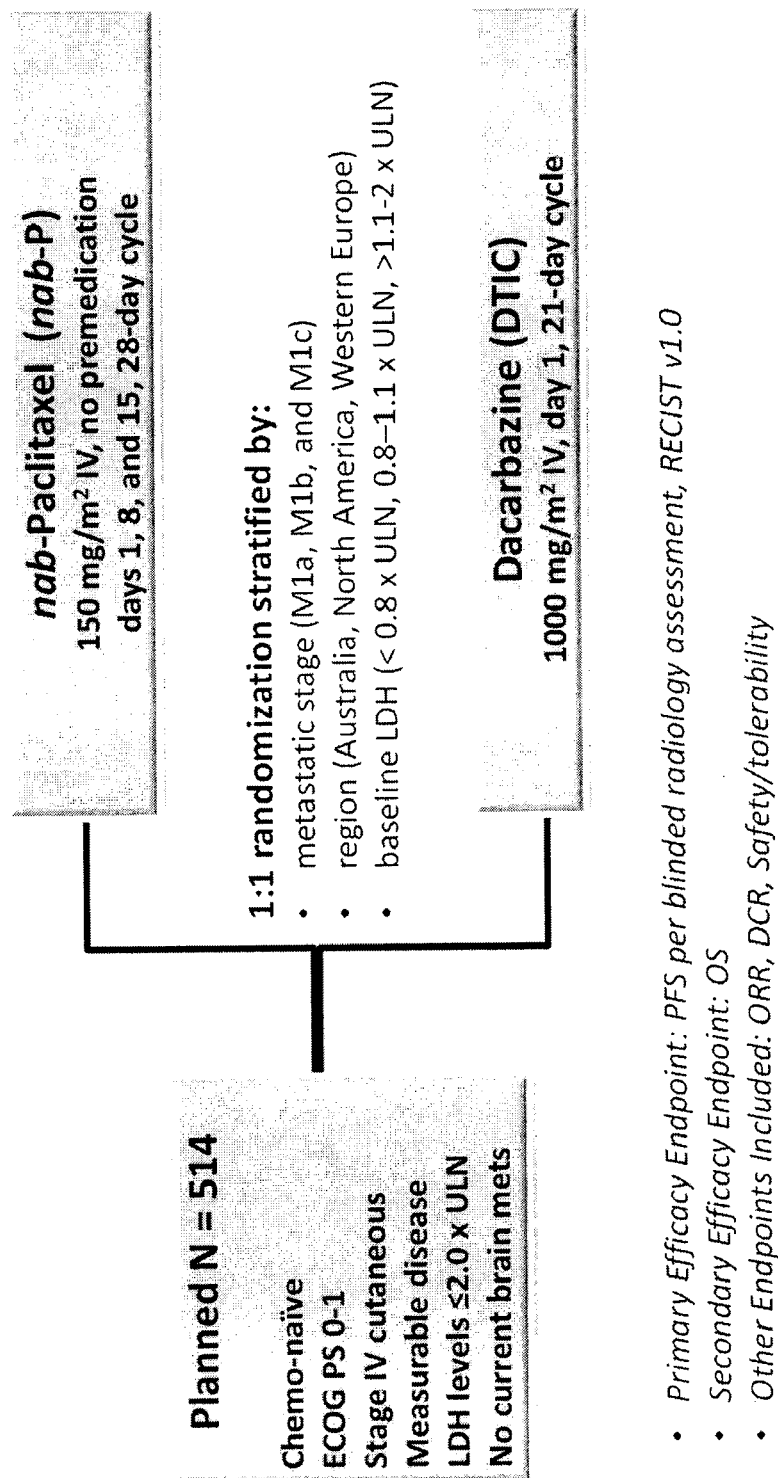 Planned N = 514
Chemo-naïve
ECOG PS 0-1
Stage IV cutaneous
Measurable disease
LDH levels ≤2.0 x ULN
No current brain mets
nab-Paclitaxel (nab-P)
150 mg/m² IV, no premedication
days 1, 8, and 15, 28-day cycle
1:1 randomization stratified by:
• metastatic stage (M1a, M1b, and M1c)
• region (Australia, North America, Western Europe)
• baseline LDH (< 0.8 x ULN, 0.8–1.1 x ULN, >1.1-2 x ULN)
Dacarbazine (DTIC)
1000 mg/m² IV, day 1, 21-day cycle
• Primary Efficacy Endpoint: PFS per blinded radiology assessment, RECIST v1.0
• Secondary Efficacy Endpoint: OS
• Other Endpoints Included: ORR, DCR, Safety/tolerability